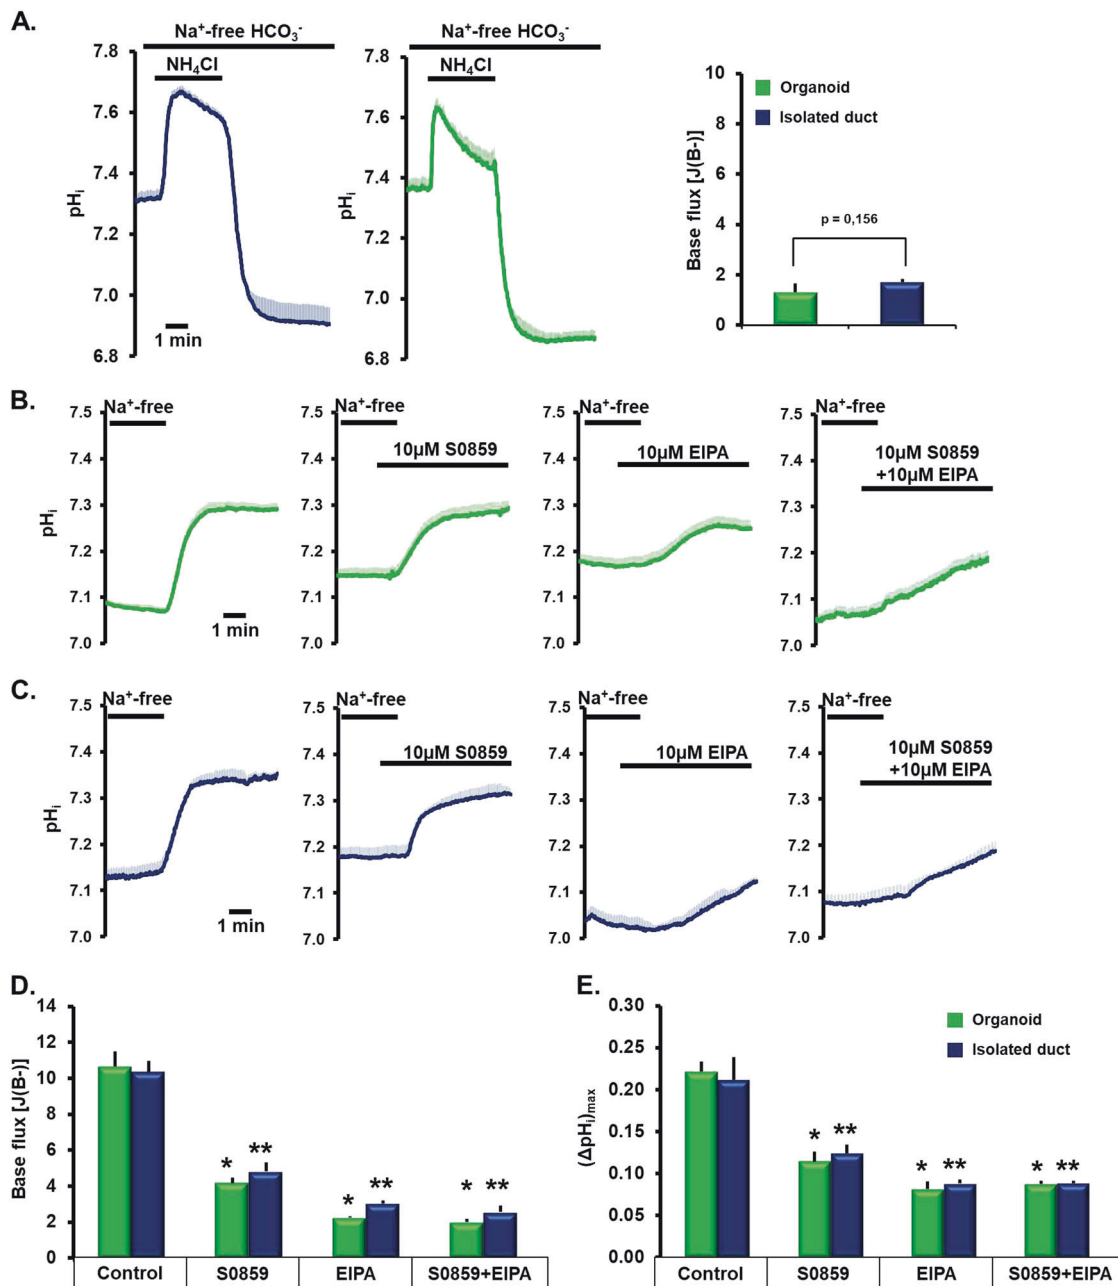 A.
Na⁺-free HCO₃⁻
NH₄Cl
7.8
7.6
7.4
7.2
7.0
6.8
pHᵢ
1 min
Na⁺-free HCO₃⁻
NH₄Cl
7.8
7.6
7.4
7.2
7.0
6.8
pHᵢ
10
8
6
4
2
0
Base flux [J(B-)]
Organoid
Isolated duct
p = 0,156
B.
Na⁺-free
7.5
7.4
7.3
7.2
7.1
7.0
pHᵢ
1 min
Na⁺-free
10µM S0859
7.5
7.4
7.3
7.2
7.1
7.0
Na⁺-free
10µM EIPA
7.5
7.4
7.3
7.2
7.1
7.0
Na⁺-free
10µM S0859
+10µM EIPA
7.5
7.4
7.3
7.2
7.1
7.0
C.
Na⁺-free
7.5
7.4
7.3
7.2
7.1
7.0
pHᵢ
1 min
Na⁺-free
10µM S0859
7.5
7.4
7.3
7.2
7.1
7.0
Na⁺-free
10µM EIPA
7.5
7.4
7.3
7.2
7.1
7.0
Na⁺-free
10µM S0859
+10µM EIPA
7.5
7.4
7.3
7.2
7.1
7.0
D.
14
12
10
8
6
4
2
0
Base flux [J(B-)]
* ** * ** * **
Control S0859 EIPA S0859+EIPA
E.
0.30
0.25
0.20
0.15
0.10
0.05
0.00
(ΔpHᵢ)max
Organoid
Isolated duct
* ** * ** * **
Control S0859 EIPA S0859+EIPA